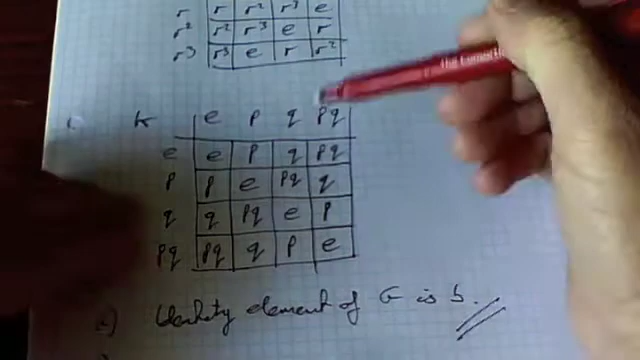 r r r² r³ e
r² r² r³ e r
r³ r³ e r r²
K e p q pq
e e p q pq
p p e pq q
q q pq e p
pq pq q p e
Identity element of G is b.